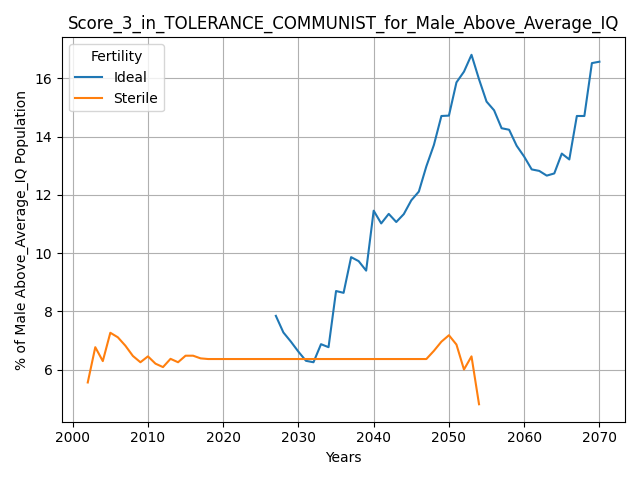 Score_3_in_TOLERANCE_COMMUNIST_for_Male_Above_Average_IQ
Fertility
Ideal
Sterile
% of Male Above_Average_IQ Population
16
14
12
10
8
6
2000 2010 2020 2030 2040 2050 2060 2070
Years